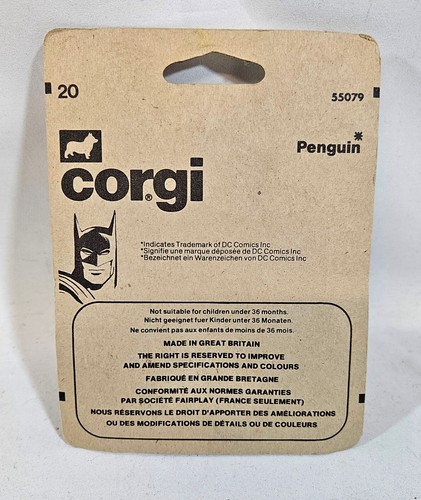 20
55079
Penguin*
corgi®
*Indicates Trademark of DC Comics Inc
*Signifie une marque déposée de DC Comics Inc
*Bezeichnet ein Warenzeichen von DC Comics Inc
Not suitable for children under 36 months.
Nicht geeignet fuer Kinder unter 36 Monaten.
Ne convient pas aux enfants de moins de 36 mois.
MADE IN GREAT BRITAIN
THE RIGHT IS RESERVED TO IMPROVE
AND AMEND SPECIFICATIONS AND COLOURS
FABRIQUÉ EN GRANDE BRETAGNE
CONFORMITÉ AUX NORMES GARANTIES
PAR SOCIÉTÉ FAIRPLAY (FRANCE SEULEMENT)
NOUS RÉSERVONS LE DROIT D'APPORTER DES AMÉLIORATIONS
OU DES MODIFICATIONS DE DÉTAILS OU DE COULEURS